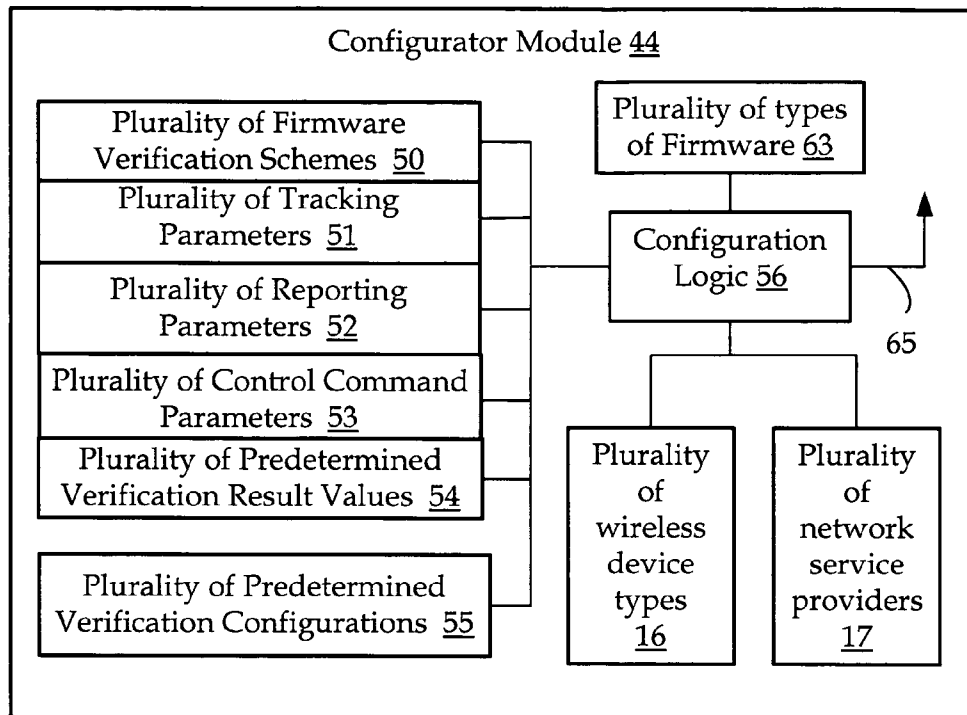 Configurator Module 44
Plurality of Firmware
Verification Schemes 50
Plurality of Tracking
Parameters 51
Plurality of Reporting
Parameters 52
Plurality of Control Command
Parameters 53
Plurality of Predetermined
Verification Result Values 54
Plurality of Predetermined
Verification Configurations 55
Plurality of types
of Firmware 63
Configuration
Logic 56
65
Plurality
of
wireless
device
types
16
Plurality
of
network
service
providers
17